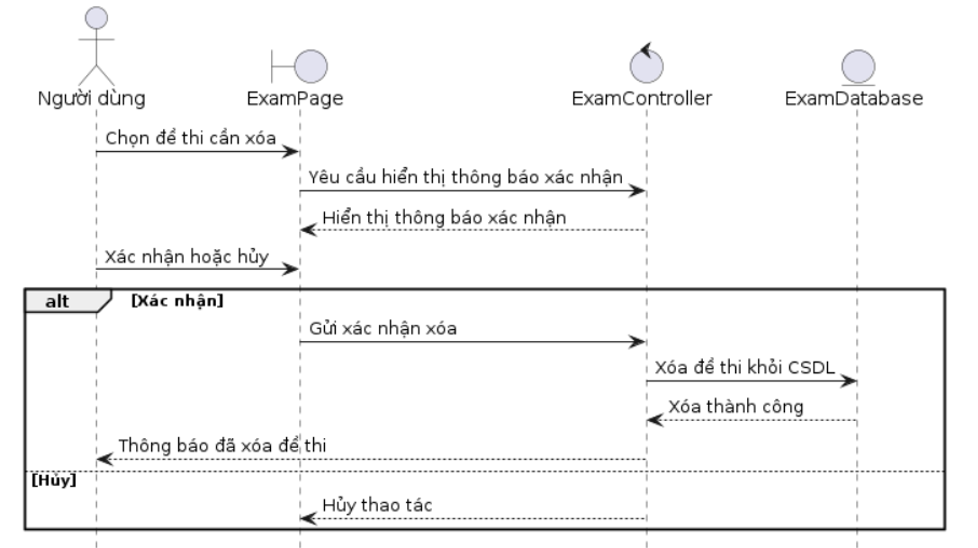 Người dùng
ExamPage
ExamController
ExamDatabase
Chọn đề thi cần xóa
Yêu cầu hiển thị thông báo xác nhận
Hiển thị thông báo xác nhận
Xác nhận hoặc hủy
alt
[Xác nhận]
Gửi xác nhận xóa
Xóa đề thi khỏi CSDL
Xóa thành công
Thông báo đã xóa đề thi
[Hủy]
Hủy thao tác